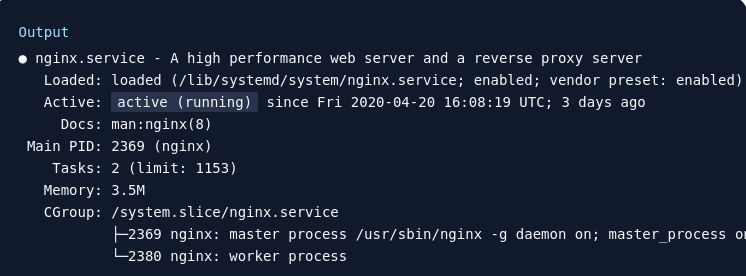 Output
● nginx.service - A high performance web server and a reverse proxy server
Loaded: loaded (/lib/systemd/system/nginx.service; enabled; vendor preset: enabled)
Active: active (running) since Fri 2020-04-20 16:08:19 UTC; 3 days ago
Docs: man:nginx(8)
Main PID: 2369 (nginx)
Tasks: 2 (limit: 1153)
Memory: 3.5M
CGroup: /system.slice/nginx.service
├─2369 nginx: master process /usr/sbin/nginx -g daemon on; master_process
└─2380 nginx: worker process